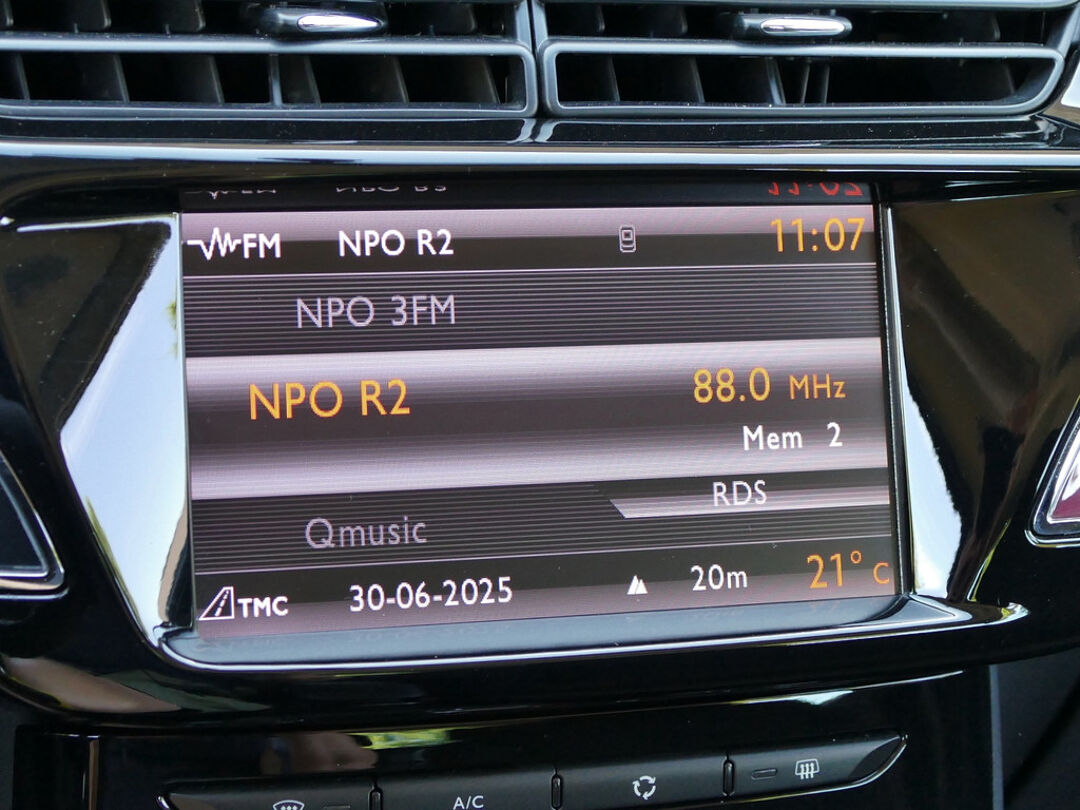 FM NPO R2 11:07
NPO 3FM
NPO R2 88.0 MHz
Mem 2
RDS
Qmusic
TMC 30-06-2025 20m 21° C
A/C